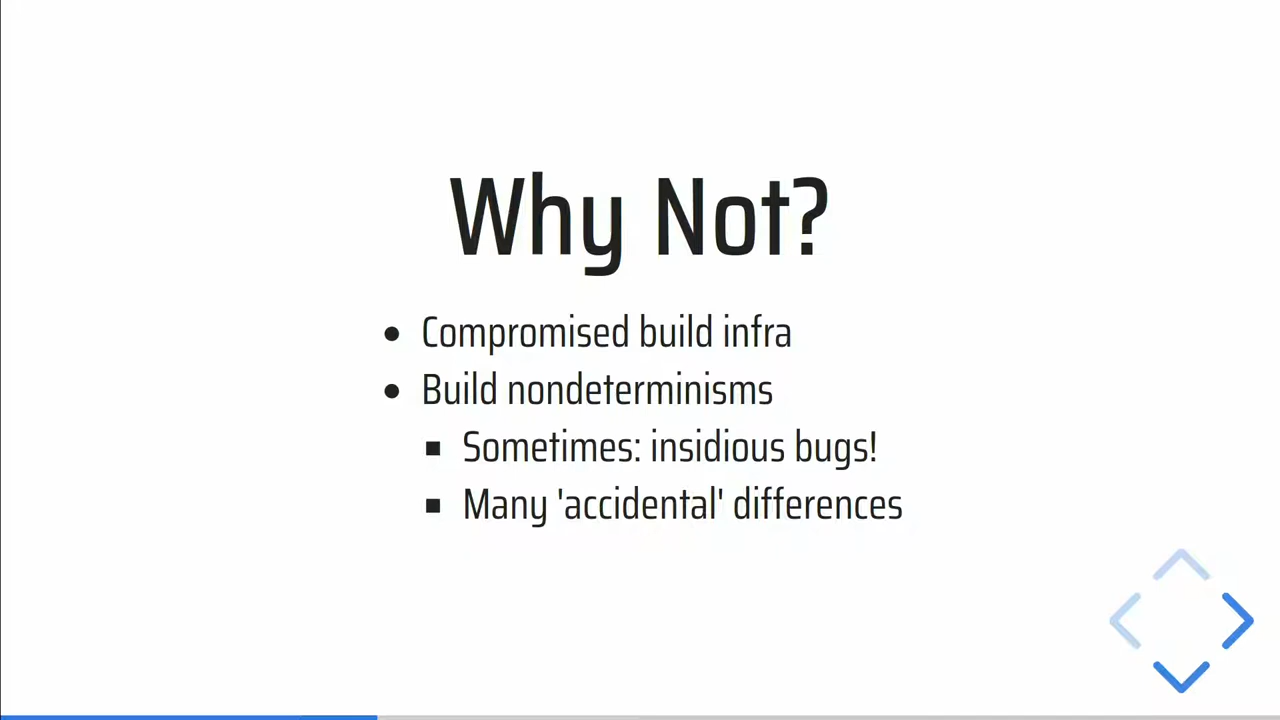 Why Not?
Compromised build infra
Build nondeterminisms
Sometimes: insidious bugs!
Many 'accidental' differences